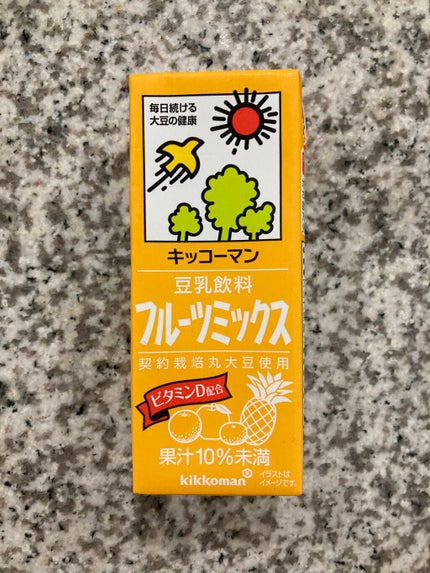 毎日続ける
大豆の健康
キッコーマン
豆乳飲料
フルーツミックス
契約栽培丸大豆使用
ビタミンD配合
果汁10%未満
kikkoman
イラストは
イメージです。